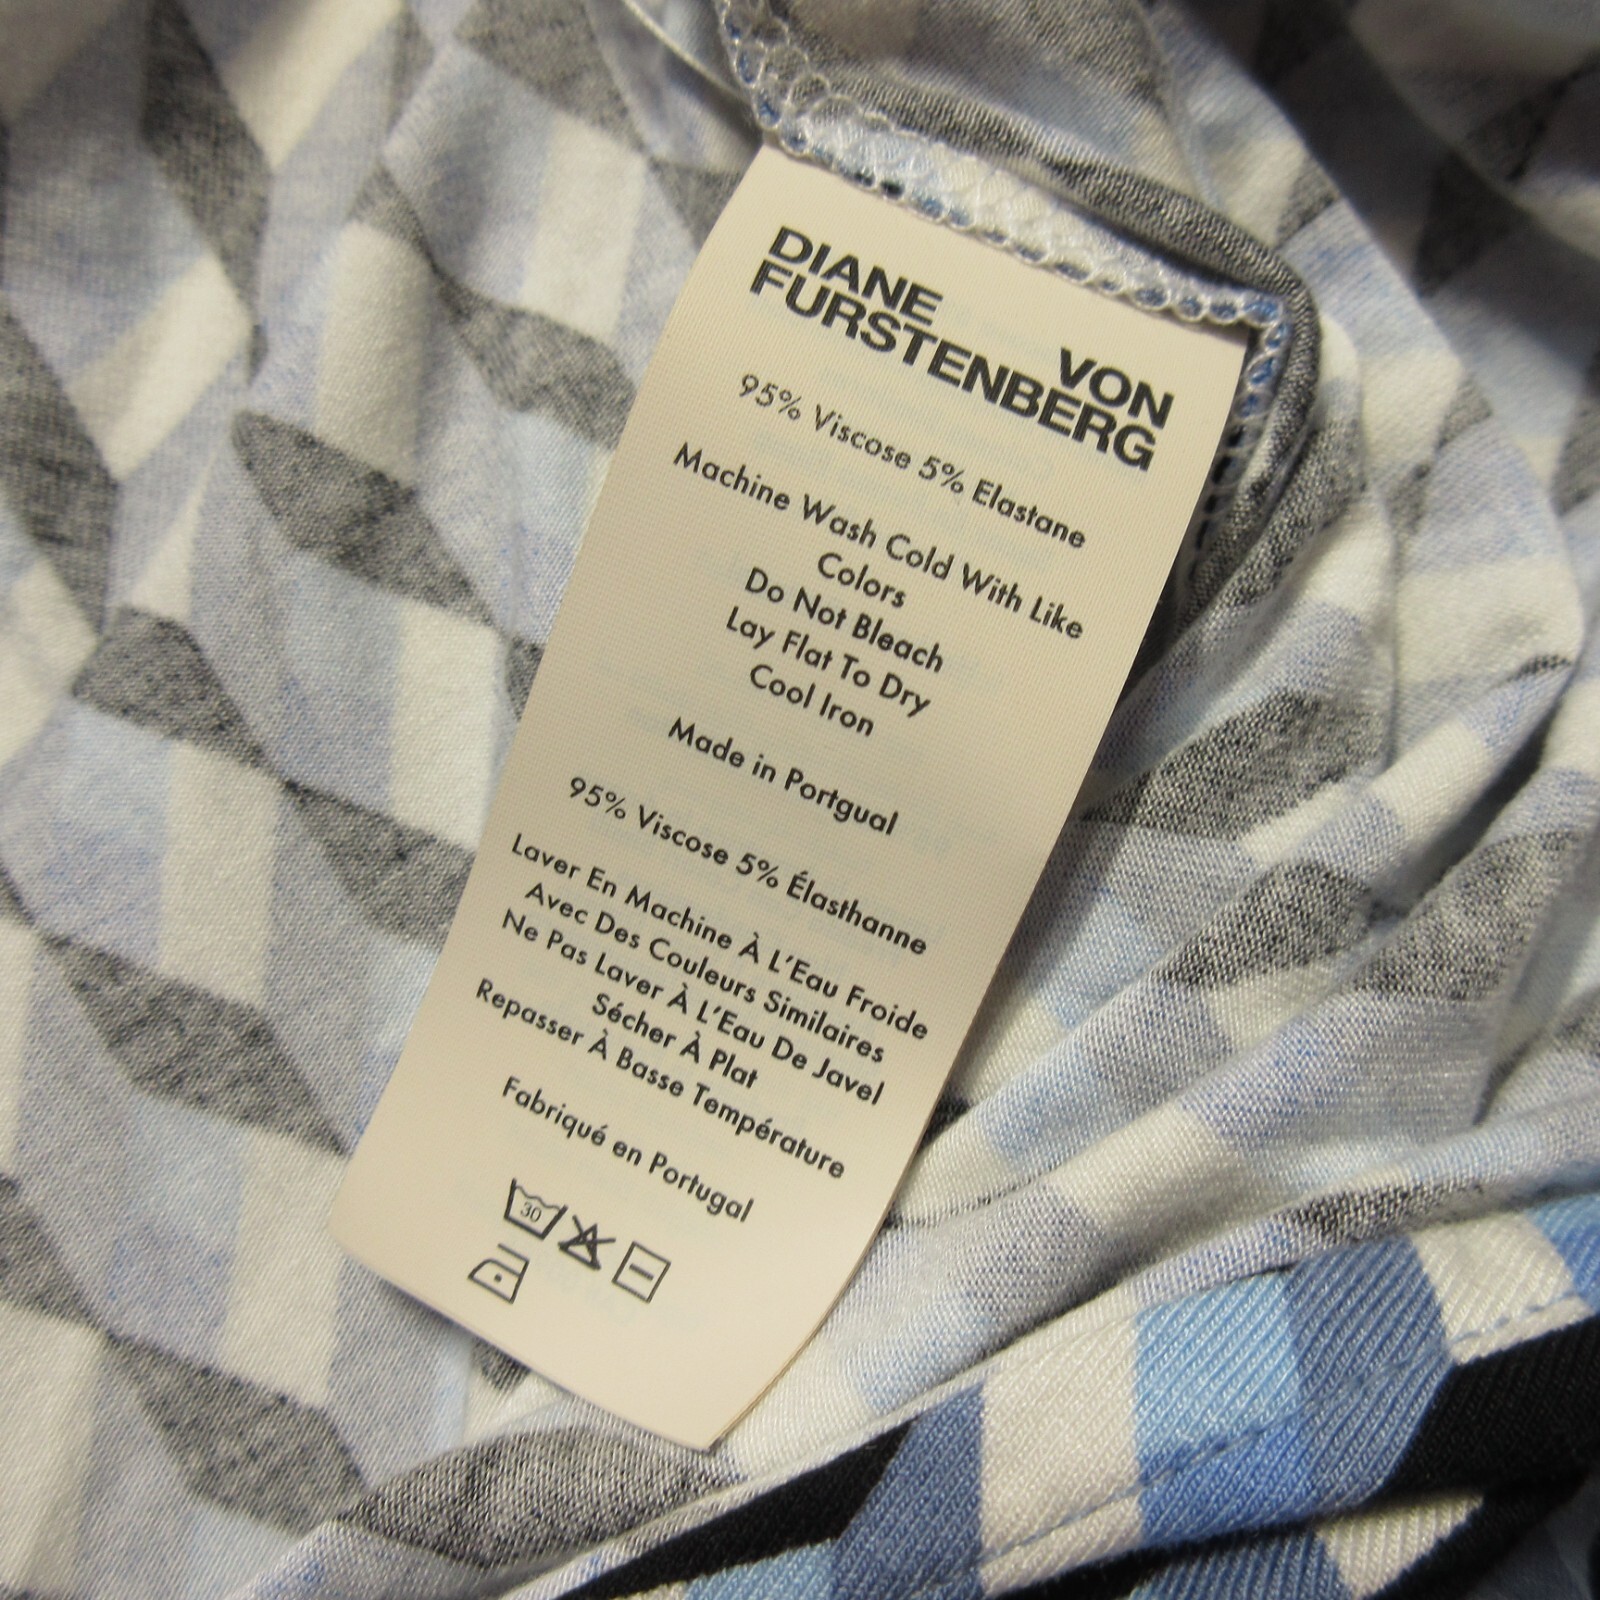 DIANE
VON
FURSTENBERG
95% Viscose 5% Elastane
Machine Wash Cold With Like
Colors
Do Not Bleach
Lay Flat To Dry
Cool Iron
Made in Portgual
95% Viscose 5% Élasthanne
Laver En Machine À L'Eau Froide
Avec Des Couleurs Similaires
Ne Pas Laver À L'Eau De Javel
Sécher À Plat
Repasser À Basse Température
Fabriqué en Portugal
30